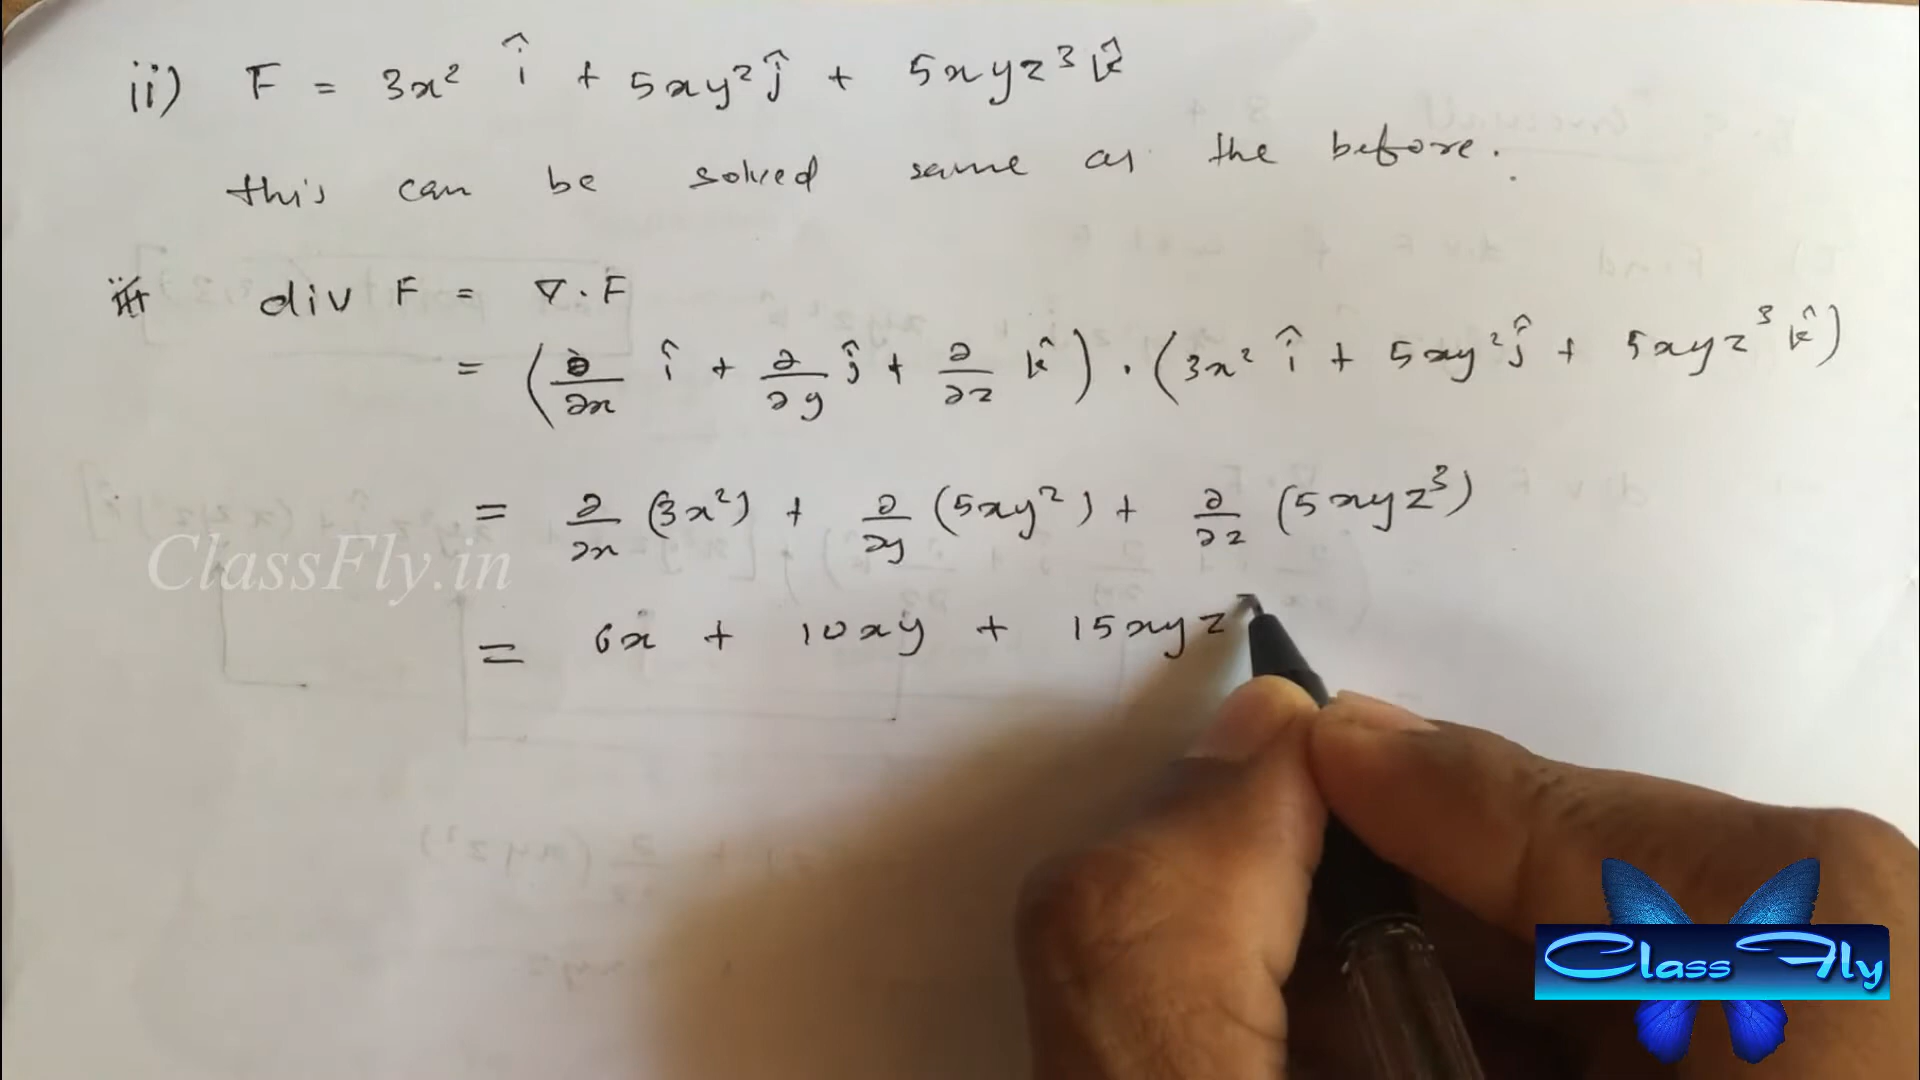 ii) F = 3x² î + 5xy² ĵ + 5xyz³ k̂
this can be solved same as the before.
div F = ∇ . F
= (∂/∂x î + ∂/∂y ĵ + ∂/∂z k̂) . (3x² î + 5xy² ĵ + 5xyz³ k̂)
= ∂/∂x (3x²) + ∂/∂y (5xy²) + ∂/∂z (5xyz³)
ClassFly.in
= 6x + 10xy + 15xyz
Class Fly